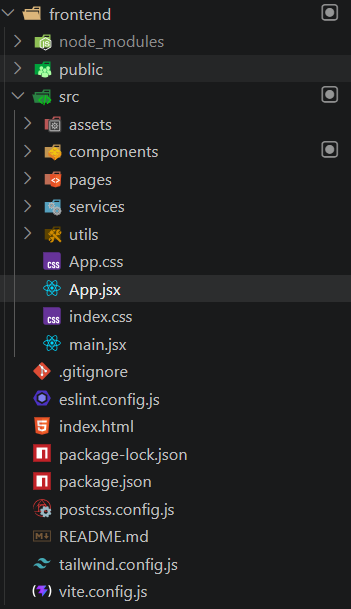 frontend
node_modules
public
src
assets
components
pages
services
utils
CSS App.css
App.jsx
CSS index.css
main.jsx
.gitignore
eslint.config.js
index.html
package-lock.json
package.json
postcss.config.js
README.md
tailwind.config.js
vite.config.js